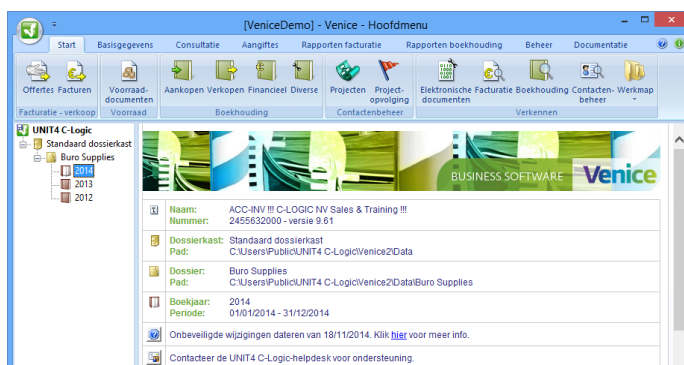 [VeniceDemo] - Venice - Hoofdmenu
Start Basisgegevens Consultatie Aangiftes Rapporten facturatie Rapporten boekhouding Beheer Documentatie
Offertes Facturen Voorraad- Aankopen Verkopen Financieel Diverse Projecten Project- Elektronische Facturatie Boekhouding Contacten- Werkmap
documenten opvolging documenten beheer
Facturatie - verkoop Voorraad Boekhouding Contactenbeheer Verkennen
UNIT4 C-Logic
Standaard dossierkast
Buro Supplies
2014
2013
2012
BUSINESS SOFTWARE Venice
Naam: ACC-INV !!! C-LOGIC NV Sales & Training !!!
Nummer: 2455632000 - versie 9.61
Dossierkast: Standaard dossierkast
Pad: C:\Users\Public\UNIT4 C-Logic\Venice2\Data
Dossier: Buro Supplies
Pad: C:\Users\Public\UNIT4 C-Logic\Venice2\Data\Buro Supplies
Boekjaar: 2014
Periode: 01/01/2014 - 31/12/2014
Onbeveiligde wijzigingen dateren van 18/11/2014. Klik hier voor meer info.
Contacteer de UNIT4 C-Logic-helpdesk voor ondersteuning.